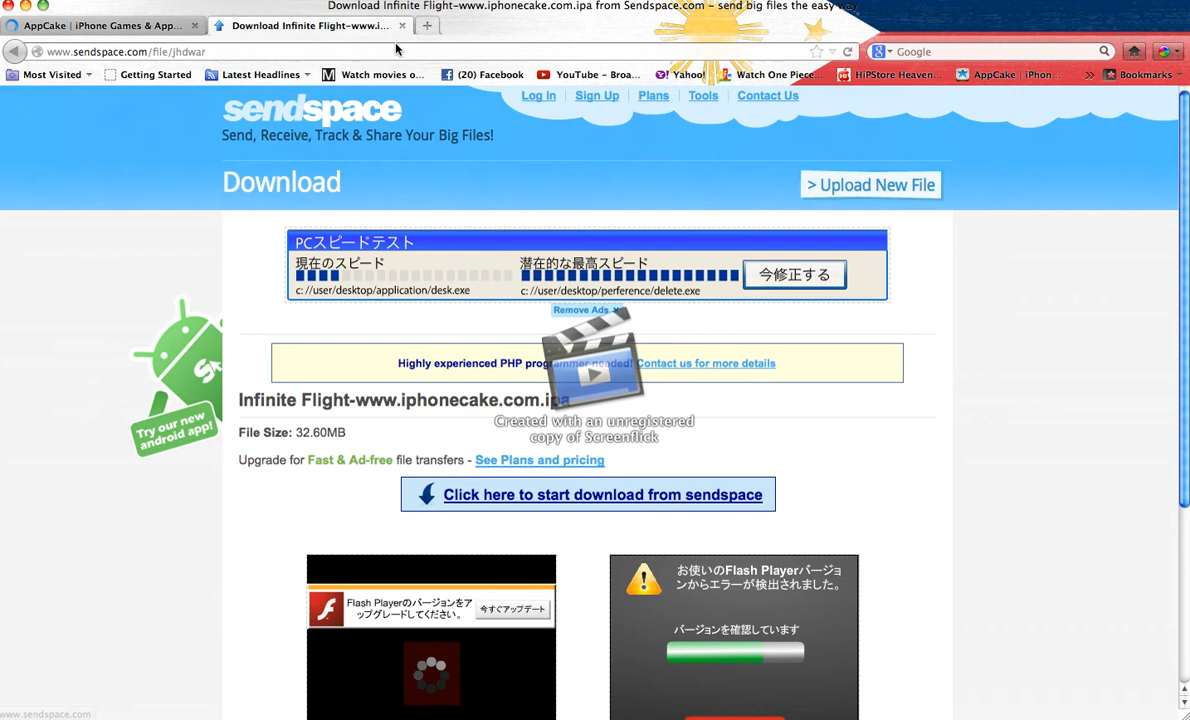 Download Infinite Flight-www.iphonecake.com.ipa from Sendspace.com – send big files the easy way
AppCake | iPhone Games & App...
Download Infinite Flight-www.i...
www.sendspace.com/file/jhdwar
Google
Most Visited
Getting Started
Latest Headlines
Watch movies o...
(20) Facebook
YouTube – Broa...
Yahoo!
Watch One Piece...
HiPStore Heaven...
AppCake | iPhon...
Bookmarks
sendspace
Log In
Sign Up
Plans
Tools
Contact Us
Send, Receive, Track & Share Your Big Files!
Download
> Upload New File
PCスピードテスト
現在のスピード
潜在的な最高スピード
今修正する
c: //user/desktop/application/desk.exe
c: //user/desktop/perference/delete.exe
Remove Ads x
Highly experienced PHP programmer needed! Contact us for more details
Infinite Flight-www.iphonecake.com.ipa
Created with an unregistered
copy of Screenflick
Try our new
android app!
File Size: 32.60MB
Upgrade for Fast & Ad-free file transfers - See Plans and pricing
Click here to start download from sendspace
Flash Playerのバージョンをア
ップグレードしてください。
今すぐアップデート
お使いのFlash Playerバージョ
ンからエラーが検出されました。
バージョンを確認しています
www.sendspace.com